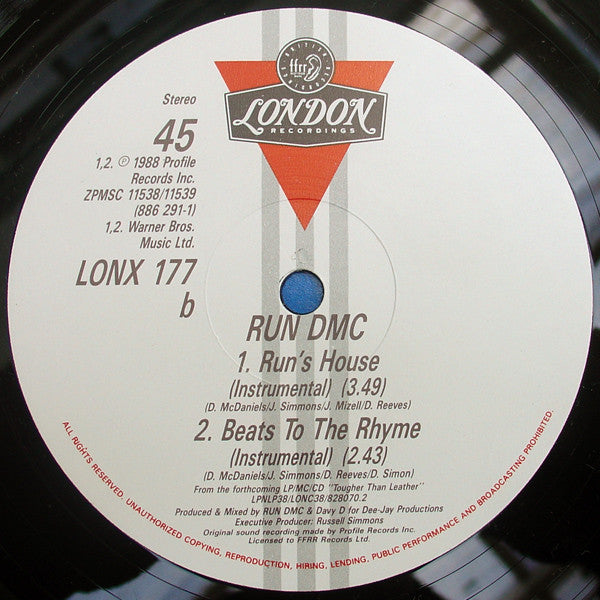 BRITISH
ffrr
LONDON
RECORDINGS
Stereo
45
1,2. ℗ 1988 Profile
Records Inc.
ZPMSC 11538/11539
(886 291-1)
1,2. Warner Bros.
Music Ltd.
LONX 177
b
RUN DMC
1. Run's House
(Instrumental) (3.49)
(D. McDaniels/J. Simmons/J. Mizell/D. Reeves)
2. Beats To The Rhyme
(Instrumental) (2.43)
(D. McDaniels/J. Simmons/D. Reeves/D. Simon)
From the forthcoming LP/MC/CD "Tougher Than Leather"
LPNLP38/LONC38/828070.2
Produced & Mixed by RUN DMC & Davy D for Dee-Jay Productions
Executive Producer: Russell Simmons
Original sound recording made by Profile Records Inc.
Licensed to FFRR Records Ltd.
ALL RIGHTS RESERVED. UNAUTHORIZED COPYING, REPRODUCTION, HIRING, LENDING, PUBLIC PERFORMANCE AND BROADCASTING PROHIBITED.